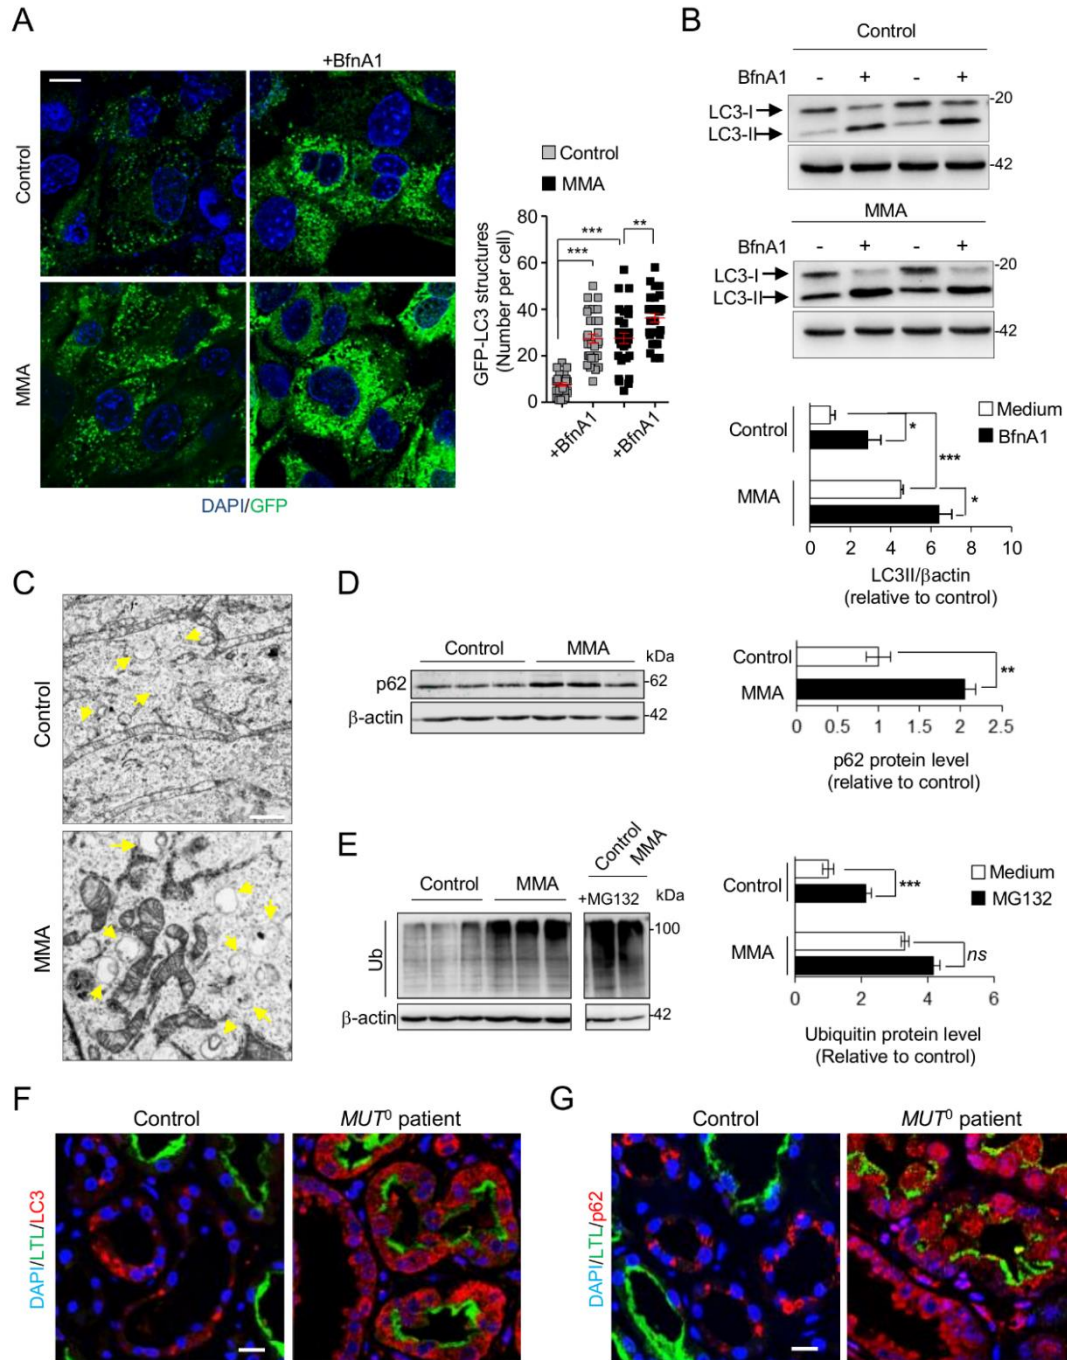 A
+BfnA1
Control
MMA
DAPI/GFP
Control
MMA
GFP-LC3 structures
(Number per cell)
80
60
40
20
0
***
***
**
+BfnA1
+BfnA1
B
Control
BfnA1 - + - +
LC3-I
LC3-II
-20
-42
MMA
BfnA1 - + - +
LC3-I
LC3-II
-20
-42
Control
MMA
Medium
BfnA1
*
***
*
0 2 4 6 8 10
LC3II/βactin
(relative to control)
C
Control
MMA
D
Control MMA kDa
p62 -62
β-actin -42
Control
MMA
**
0 0.5 1 1.5 2 2.5
p62 protein level
(relative to control)
E
Control MMA
Control
MMA
+MG132
kDa
-100
Ub
β-actin
-42
Control
MMA
Medium
MG132
***
ns
0 2 4 6
Ubiquitin protein level
(Relative to control)
F
Control MUT⁰ patient
DAPI/LTL/LC3
G
Control MUT⁰ patient
DAPI/LTL/p62